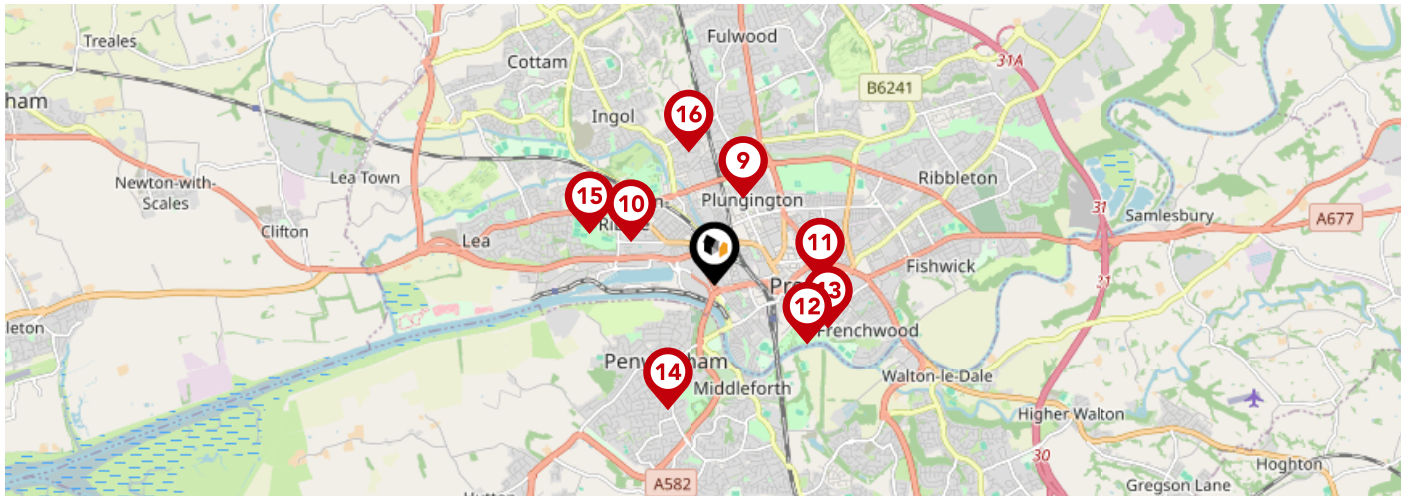 Treales
Fulwood
Cottam
31A
B6241
ham
Ingol
16
9
Newton-with-
Scales
Lea Town
Ribbleton
15
10
Plungington
31
Samlesbury
A677
Clifton
Lea
11
Fishwick
31
13
12
leton
Frenchwood
14
Middleforth
Walton-le-Dale
Higher Walton
30
Hoghton
A582
Gregson Lane